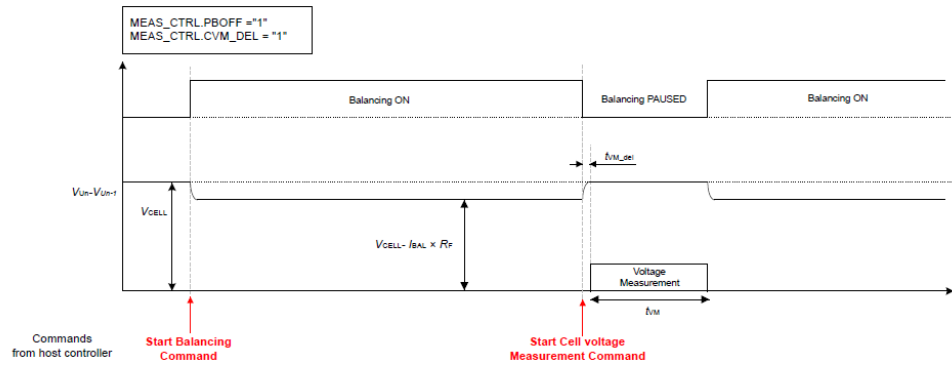 MEAS_CTRL.PBOFF ="1"
MEAS_CTRL.CVM_DEL = "1"
Balancing ON
Balancing PAUSED
Balancing ON
tVM_del
VUn-VUn-1
VCELL
VCELL- IBAL × RF
Voltage
Measurement
tVM
Commands
from host controller
Start Balancing
Command
Start Cell voltage
Measurement Command